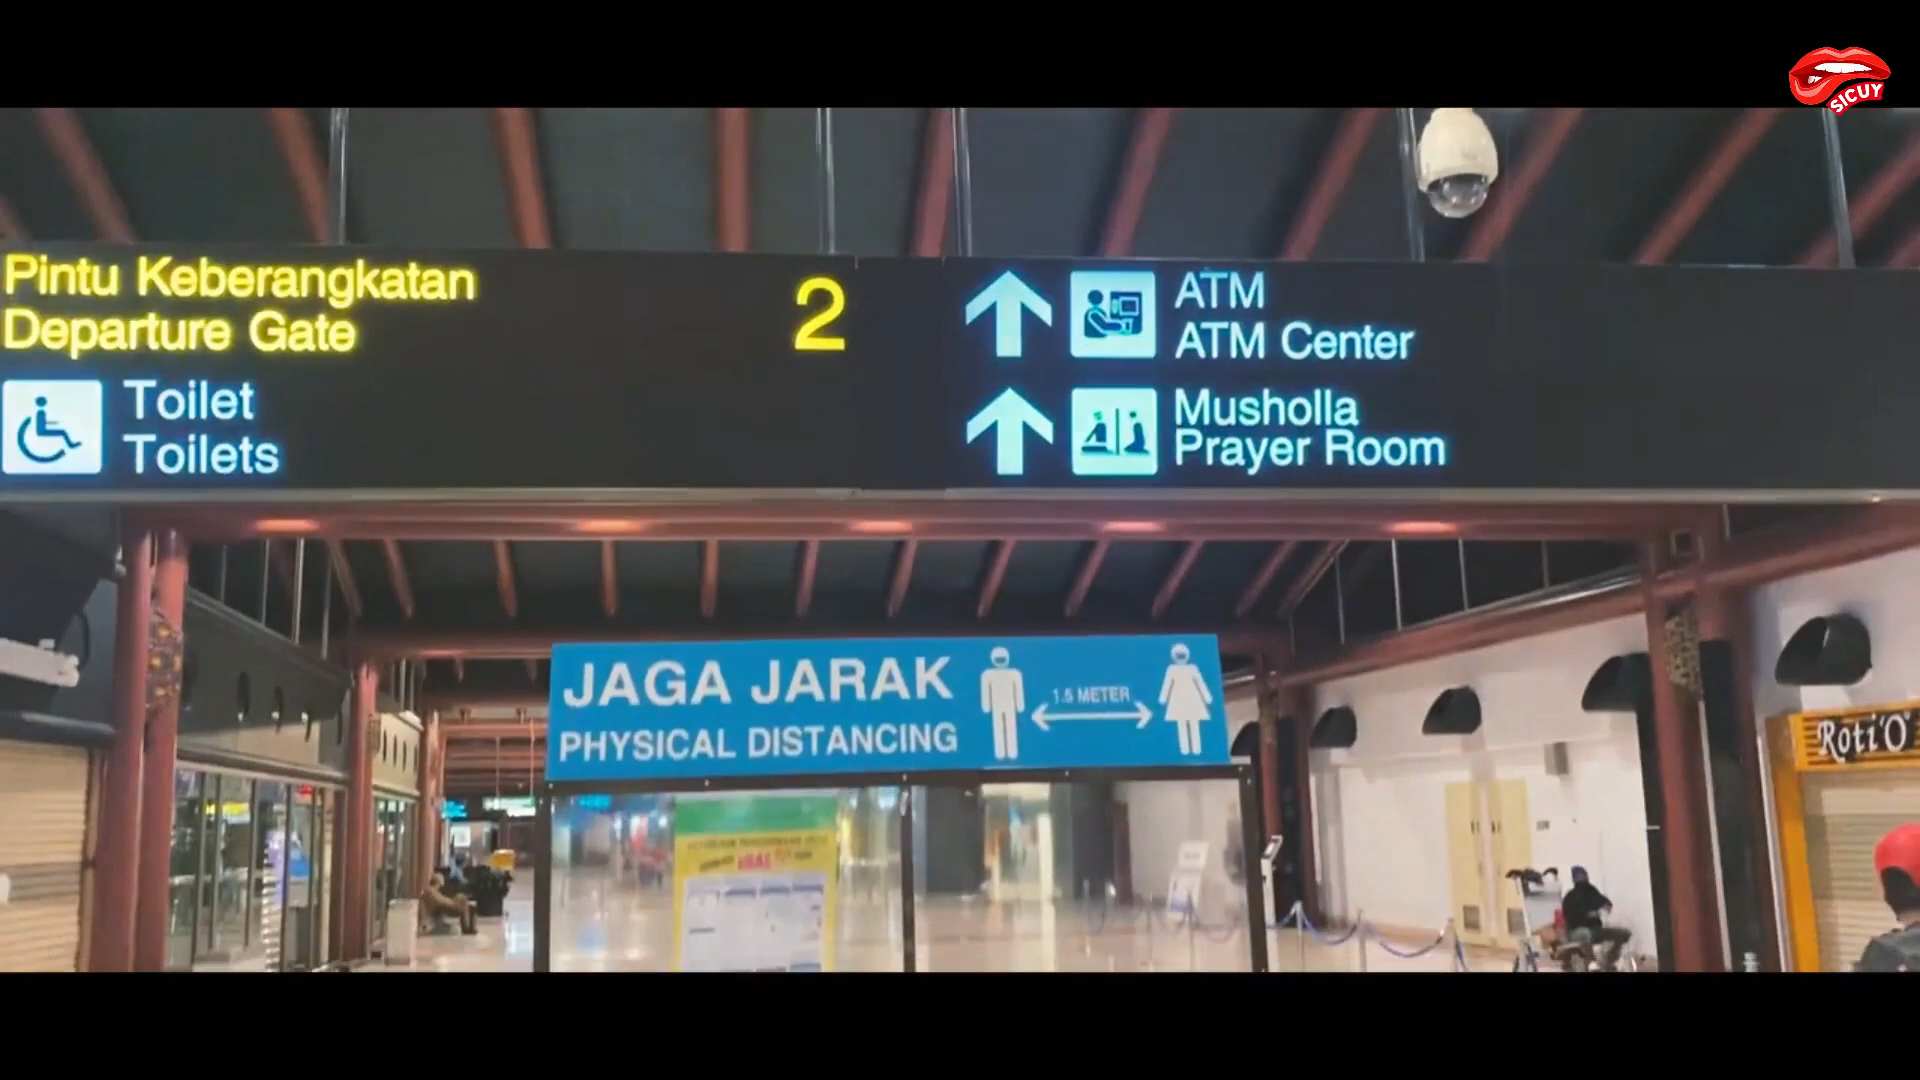 SICUY
Pintu Keberangkatan
Departure Gate
2
Toilet
Toilets
ATM
ATM Center
Musholla
Prayer Room
JAGA JARAK
PHYSICAL DISTANCING
1.5 METER
Roti'O